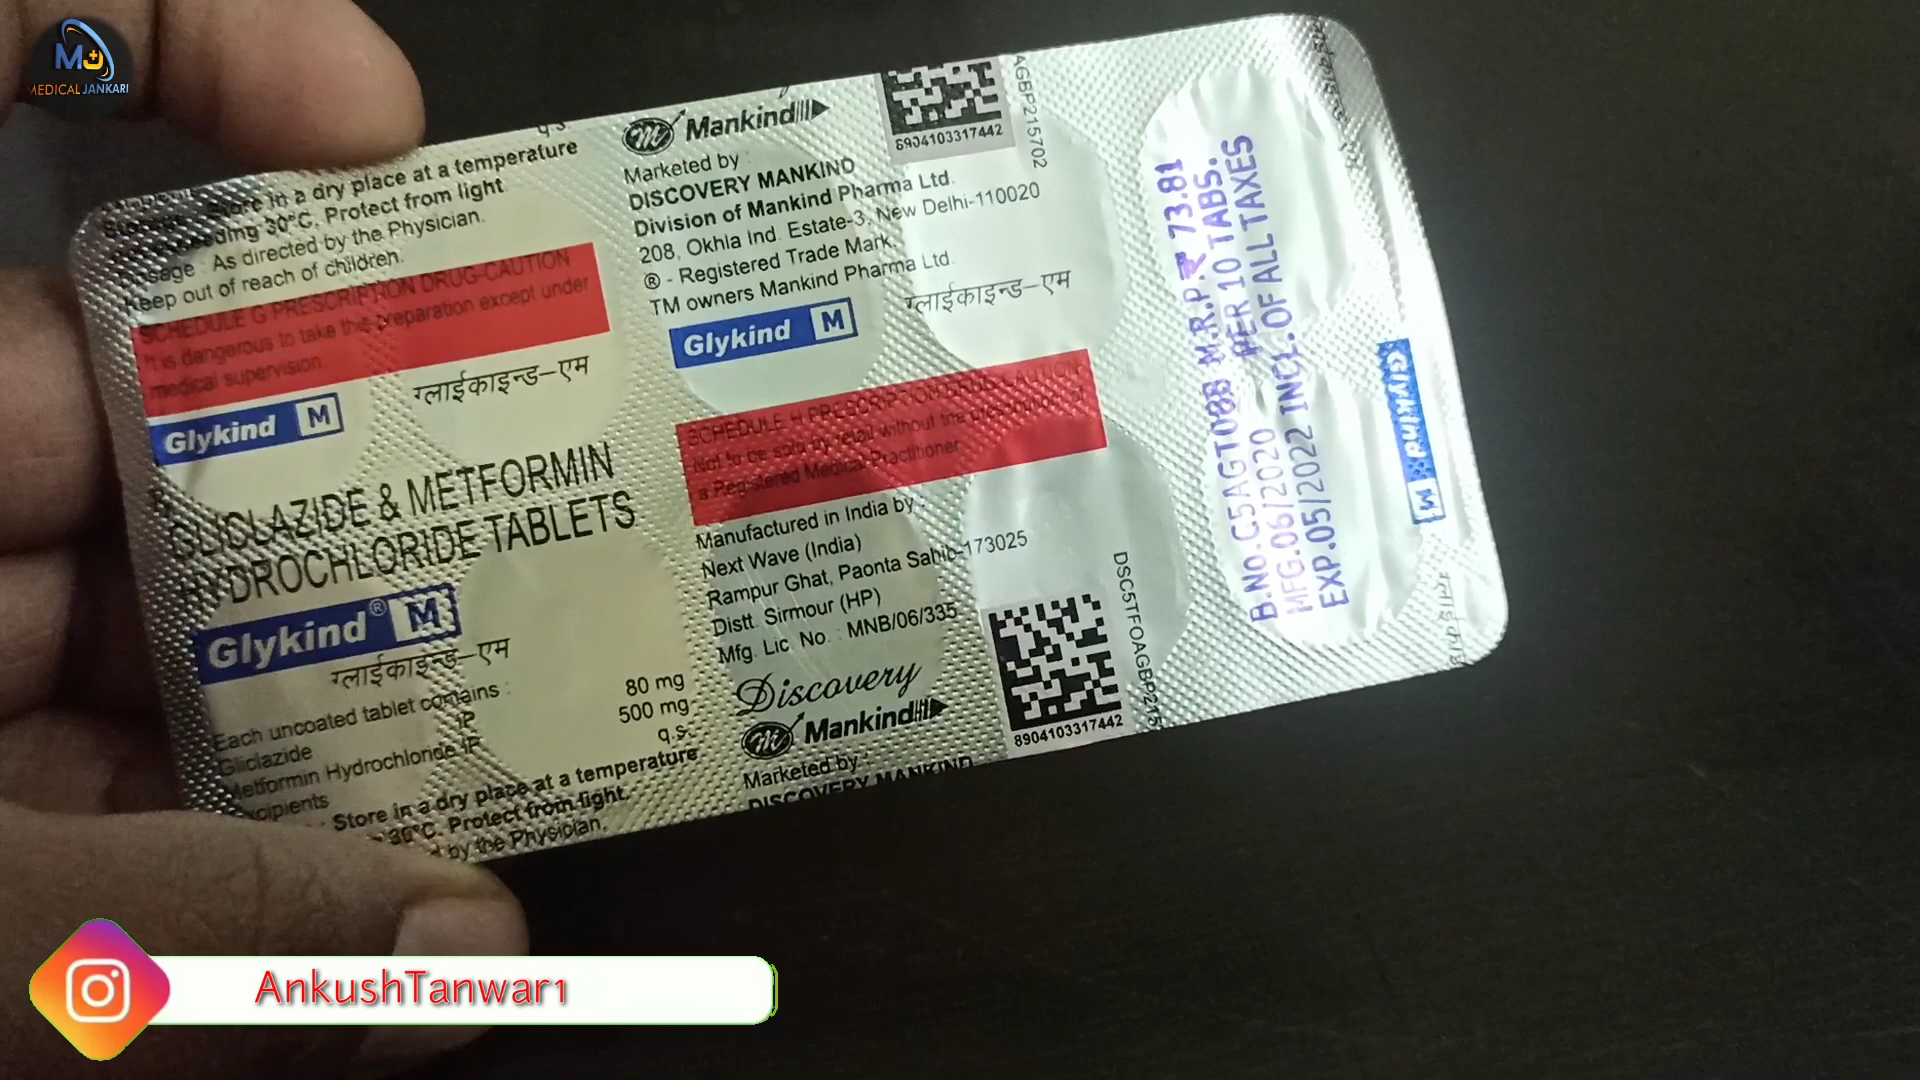 MJ
MEDICAL JANKARI
q.s
Store in a dry place at a temperature
30°C. Protect from light.
As directed by the Physician.
Keep out of reach of children.
SCHEDULE G PRESCRIPTION DRUG-CAUTION
It is dangerous to take this preparation except under
medical supervision.
Glykind M
ग्लाईकाइन्ड-एम
GLICLAZIDE & METFORMIN
HYDROCHLORIDE TABLETS
Glykind® M
ग्लाईकाइन्ड-एम
Each uncoated tablet contains :
Gliclazide IP 80 mg
Metformin Hydrochloride IP 500 mg
Excipients q.s.
Store in a dry place at a temperature
30°C. Protect from light.
by the Physician.
Mankind
Marketed by :
DISCOVERY MANKIND
Division of Mankind Pharma Ltd.
208, Okhla Ind. Estate-3, New Delhi-110020
® - Registered Trade Mark.
TM owners Mankind Pharma Ltd.
Glykind M
ग्लाईकाइन्ड-एम
SCHEDULE H PRESCRIPTION DRUG-CAUTION
Not to be sold by retail without the prescription of
a Registered Medical Practitioner.
Manufactured in India by :
Next Wave (India)
Rampur Ghat, Paonta Sahib-173025
Distt. Sirmour (HP)
Mfg. Lic No. : MNB/06/335
Discovery
Mankind
Marketed by :
DISCOVERY MANKIND
8904103317442
AGBP215702
8904103317442
DSC5TFOAGBP215
B.No.C5AGT088 M.R.P.₹ 73.81
MFG.06/2020 PER 10 TABS.
EXP.05/2022 INCL.OF ALL TAXES
AnkushTanwar1